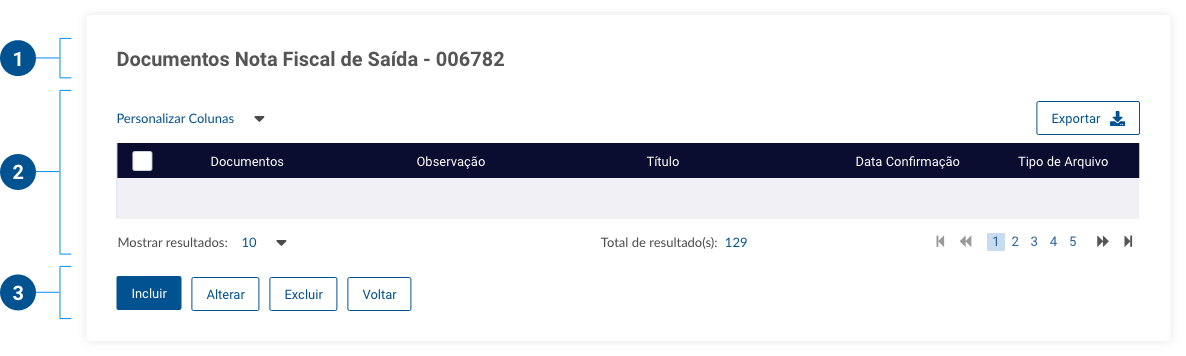 1
Documentos Nota Fiscal de Saída - 006782
Personalizar Colunas
Exportar
2
Documentos Observação Título Data Confirmação Tipo de Arquivo
Mostrar resultados: 10 Total de resultado(s): 129 1 2 3 4 5
3
Incluir Alterar Excluir Voltar